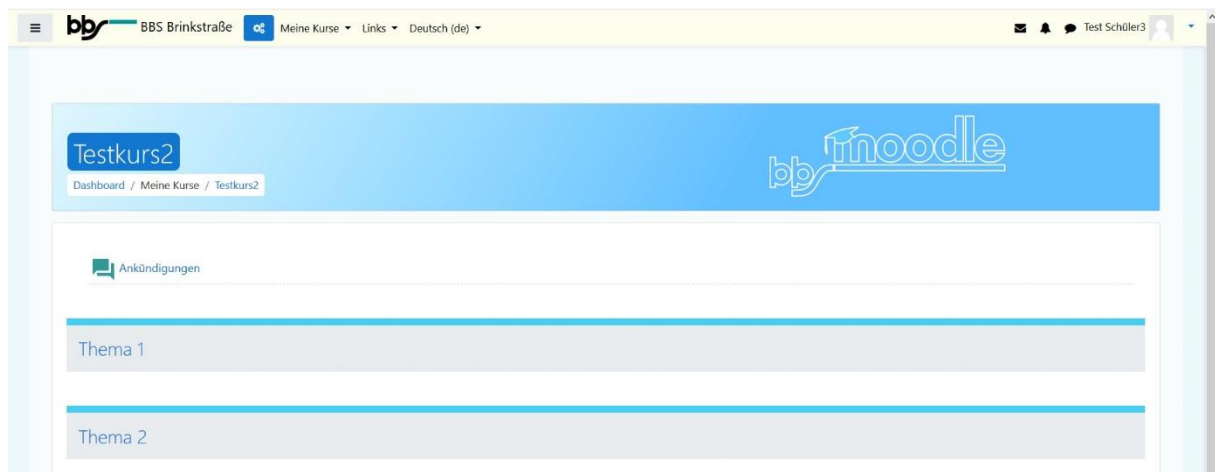 bbs BBS Brinkstraße Meine Kurse Links Deutsch (de) Test Schüler3
Testkurs2
Dashboard / Meine Kurse / Testkurs2
bbs moodle
Ankündigungen
Thema 1
Thema 2